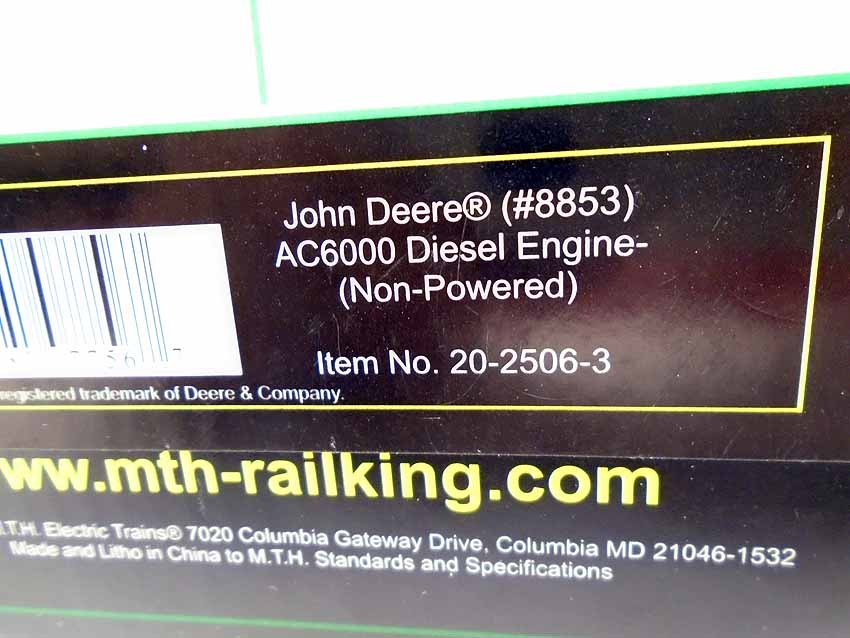 John Deere® (#8853)
AC6000 Diesel Engine-
(Non-Powered)
Item No. 20-2506-3
registered trademark of Deere & Company.
ww.mth-railking.com
.T.H. Electric Trains® 7020 Columbia Gateway Drive, Columbia MD 21046-1532
Made and Litho in China to M.T.H. Standards and Specifications